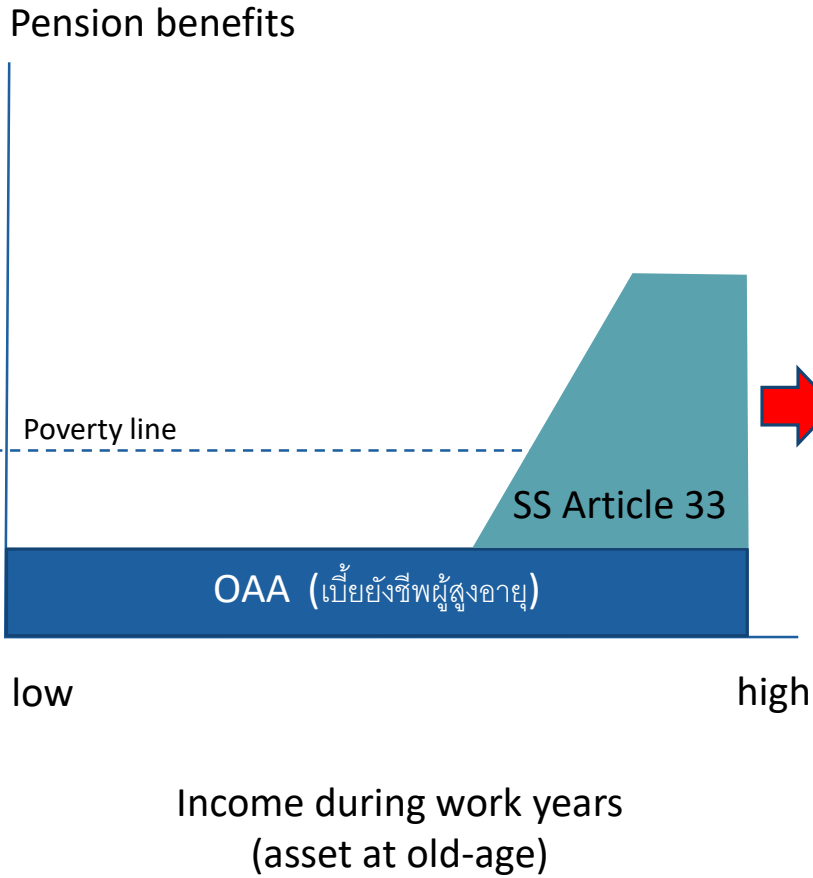 Pension benefits
Poverty line
SS Article 33
OAA (เบี้ยยังชีพผู้สูงอายุ)
low
high
Income during work years
(asset at old-age)